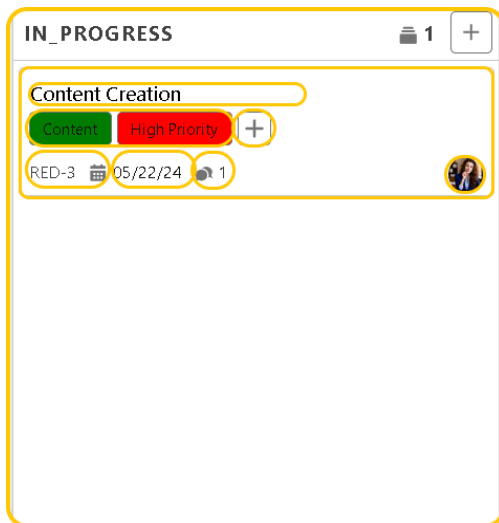 IN_PROGRESS 1 +
Content Creation
Content High Priority +
RED-3 05/22/24 1